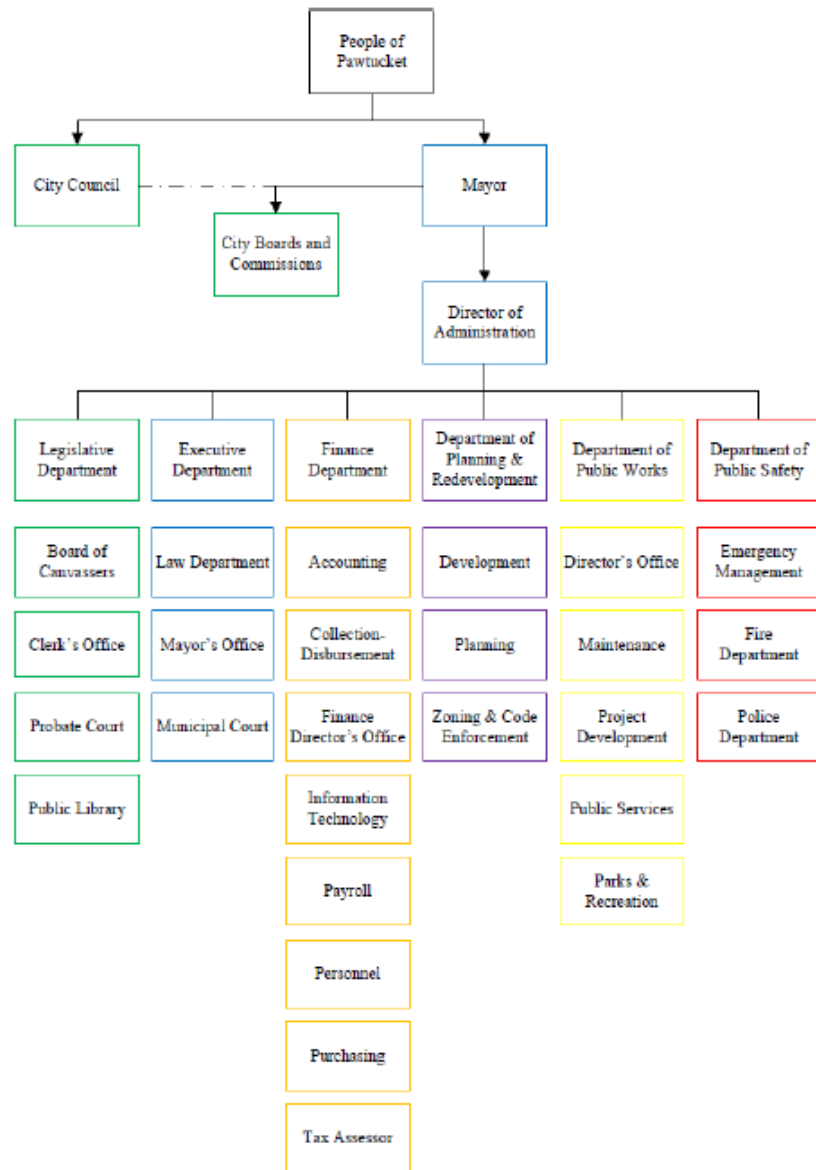 People of
Pawtucket
City Council
Mayor
City Boards and
Commissions
Director of
Administration
Legislative
Department
Executive
Department
Finance
Department
Department of
Planning &
Redevelopment
Department of
Public Works
Department of
Public Safety
Board of
Canvassers
Law Department
Accounting
Development
Director's Office
Emergency
Management
Clerk's Office
Mayor's Office
Collection-
Disbursement
Planning
Maintenance
Fire
Department
Probate Court
Municipal Court
Finance
Director's Office
Zoning & Code
Enforcement
Project
Development
Police
Department
Public Library
Information
Technology
Public Services
Payroll
Parks &
Recreation
Personnel
Purchasing
Tax Assessor